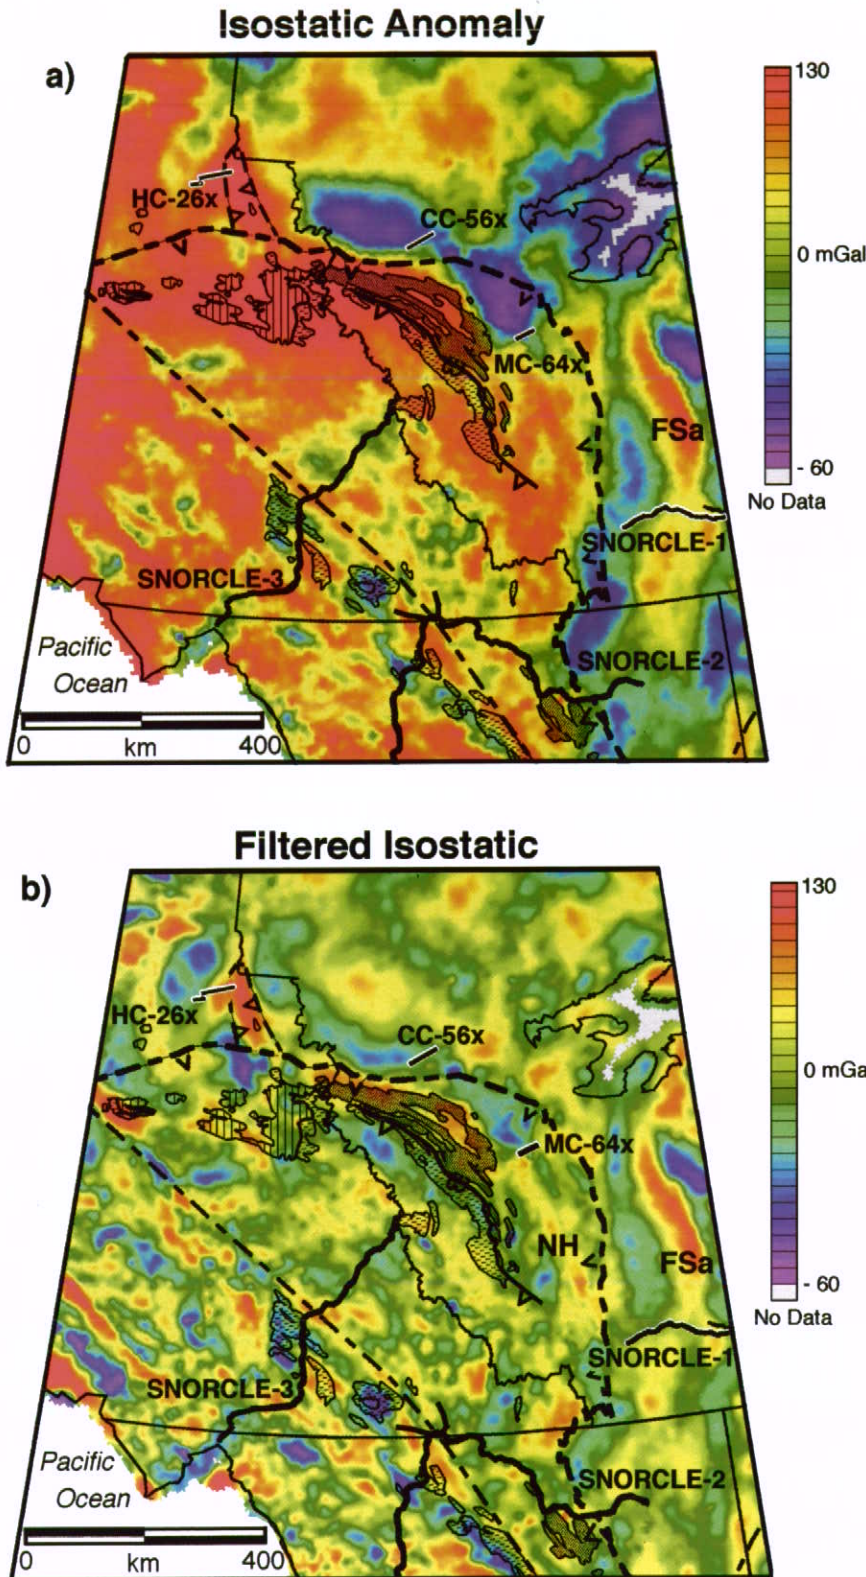 Isostatic Anomaly
a)
130
HC-26x
CC-56x
0 mGal
MC-64x
FSa
- 60
No Data
SNORCLE-1
SNORCLE-3
Pacific
Ocean
SNORCLE-2
0 km 400
Filtered Isostatic
b)
130
HC-26x
CC-56x
0 mGa
MC-64x
NH
FSa
- 60
No Data
SNORCLE-1
SNORCLE-3
Pacific
Ocean
SNORCLE-2
0 km 400